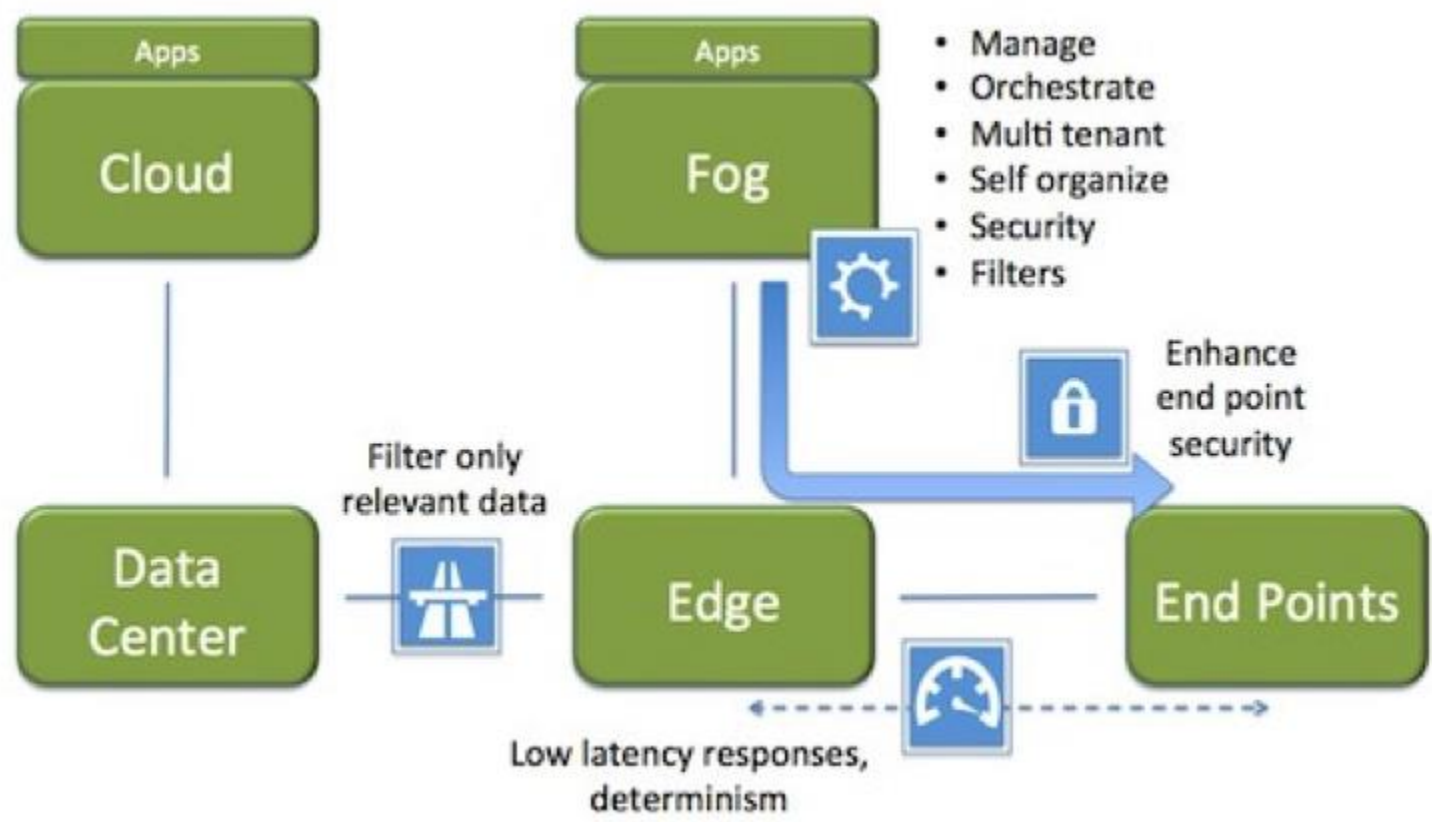 Apps
Cloud
Apps
Fog
• Manage
• Orchestrate
• Multi tenant
• Self organize
• Security
• Filters
Enhance
end point
security
Filter only
relevant data
Data
Center
Edge
End Points
Low latency responses,
determinism